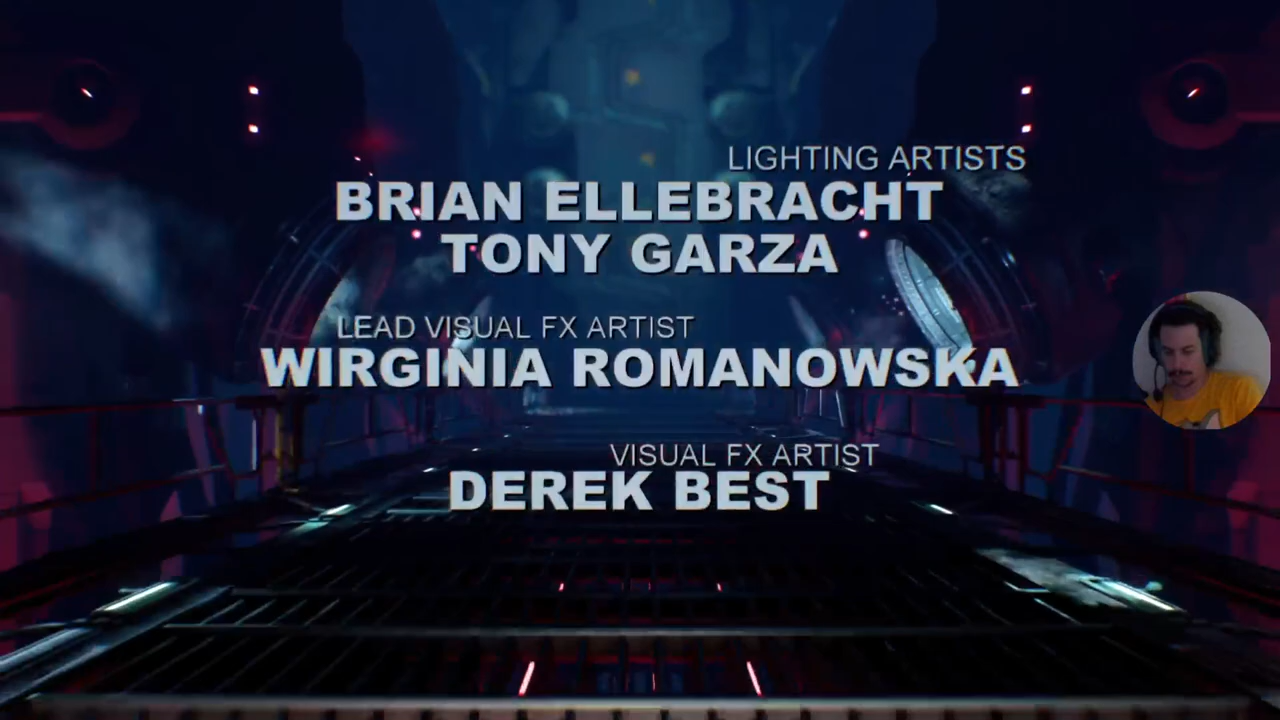 LIGHTING ARTISTS
BRIAN ELLEBRACHT
TONY GARZA
LEAD VISUAL FX ARTIST
WIRGINIA ROMANOWSKA
VISUAL FX ARTIST
DEREK BEST